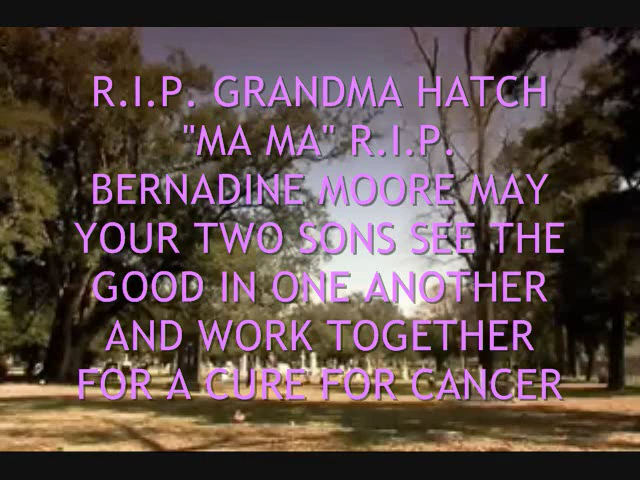 R.I.P. GRANDMA HATCH
"MA MA" R.I.P.
BERNADINE MOORE MAY
YOUR TWO SONS SEE THE
GOOD IN ONE ANOTHER
AND WORK TOGETHER
FOR A CURE FOR CANCER